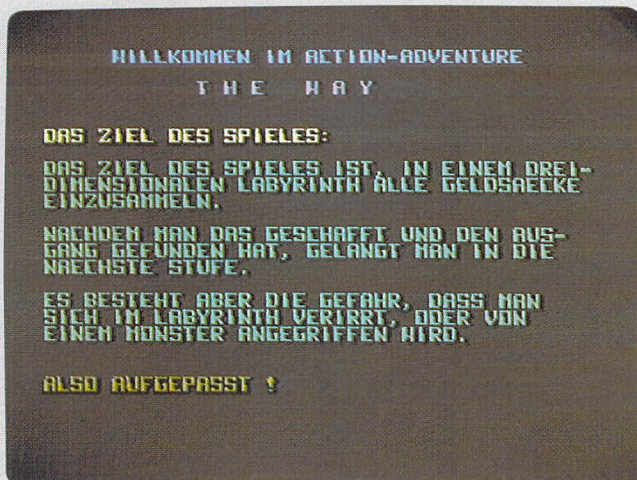 WILLKOMMEN IM ACTION-ADVENTURE
THE WAY
DAS ZIEL DES SPIELES:
DAS ZIEL DES SPIELES IST, IN EINEM DREI-
DIMENSIONALEN LABYRINTH ALLE GELDSAECKE
EINZUSAMMELN.
NACHDEM MAN DAS GESCHAFFT UND DEN AUS-
GANG GEFUNDEN HAT, GELANGT MAN IN DIE
NAECHSTE STUFE.
ES BESTEHT ABER DIE GEFAHR, DASS MAN
SICH IM LABYRINTH VERIRRT, ODER VON
EINEM MONSTER ANGEGRIFFEN WIRD.
ALSO AUFGEPASST !